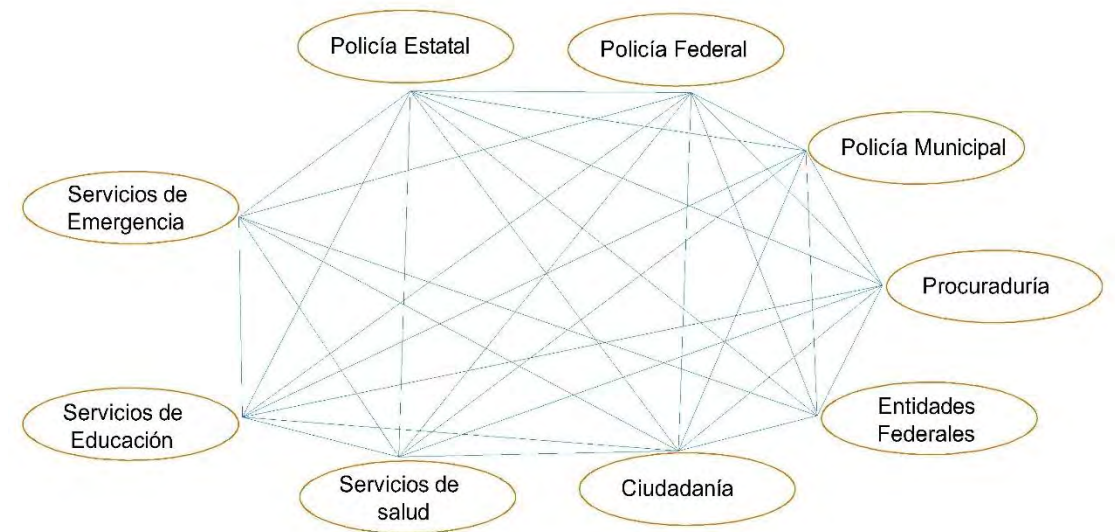 Policía Estatal
Policía Federal
Policía Municipal
Servicios de
Emergencia
Procuraduría
Servicios de
Educación
Entidades
Federales
Servicios de
salud
Ciudadanía